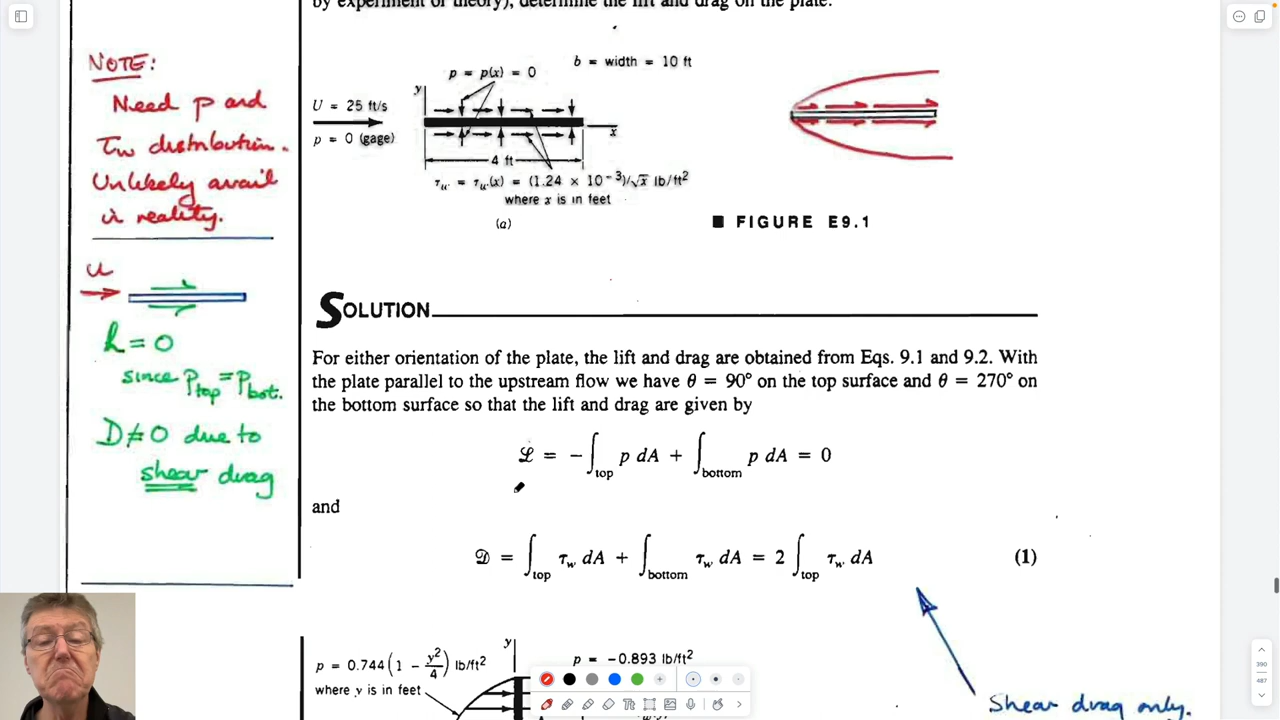 by experiment or theory), determine the lift and drag on the plate.
NOTE:
Need p and
τw distribution.
Unlikely avail
in reality.
U
L = 0
since Ptop = Pbot.
D ≠ 0 due to
shear drag
U = 25 ft/s
p = 0 (gage)
p = p(x) = 0
b = width = 10 ft
y
x
4 ft
τw = τw(x) = (1.24 × 10⁻³)/√x lb/ft²
where x is in feet
(a)
■ FIGURE E9.1
SOLUTION
For either orientation of the plate, the lift and drag are obtained from Eqs. 9.1 and 9.2. With
the plate parallel to the upstream flow we have θ = 90° on the top surface and θ = 270° on
the bottom surface so that the lift and drag are given by
ℒ = −∫top p dA + ∫bottom p dA = 0
and
𝒟 = ∫top τw dA + ∫bottom τw dA = 2 ∫top τw dA (1)
y
p = 0.744(1 − y²/4) lb/ft²
where y is in feet
p = −0.893 lb/ft²
Shear drag only.
390
487